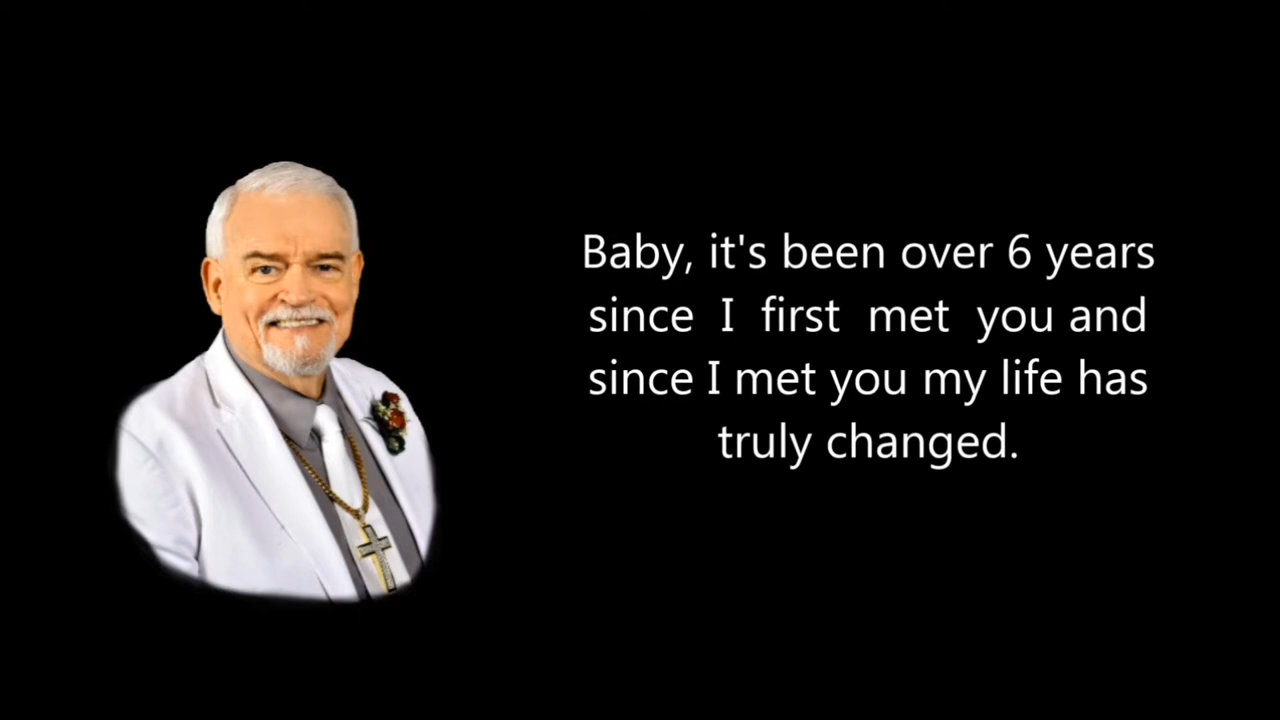 Baby, it's been over 6 years
since I first met you and
since I met you my life has
truly changed.